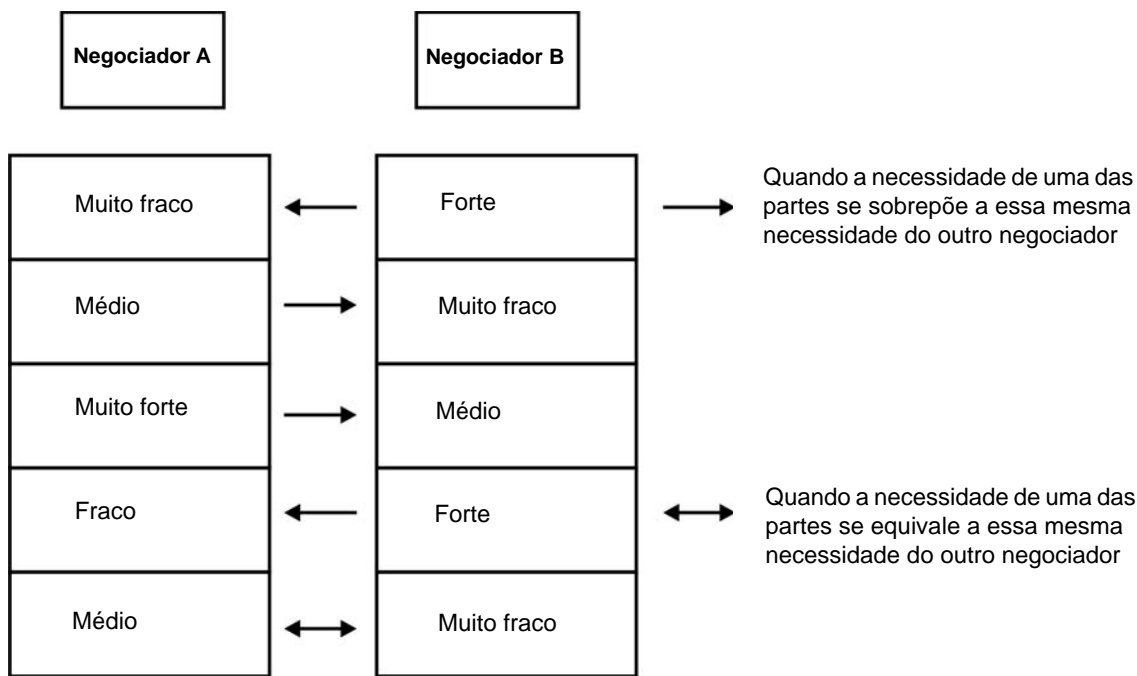 Negociador A
Negociador B
Muito fraco
Forte
Quando a necessidade de uma das
partes se sobrepõe a essa mesma
necessidade do outro negociador
Médio
Muito fraco
Muito forte
Médio
Fraco
Forte
Quando a necessidade de uma das
partes se equivale a essa mesma
necessidade do outro negociador
Médio
Muito fraco